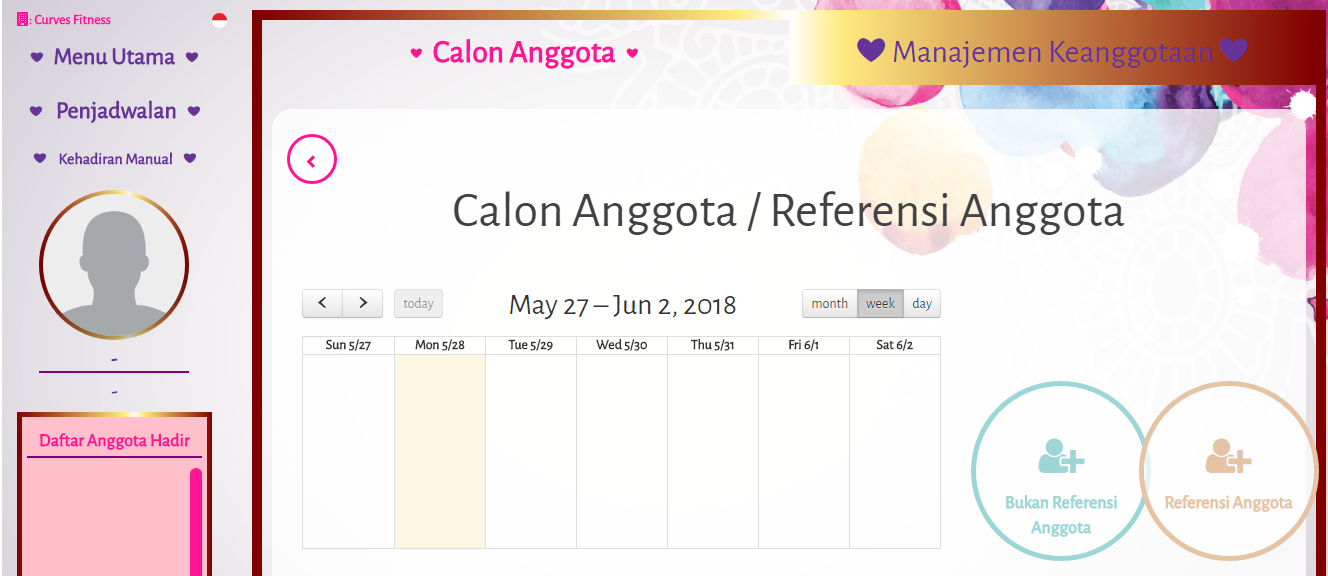 : Curves Fitness
Menu Utama
Penjadwalan
Kehadiran Manual
-
-
Daftar Anggota Hadir
Calon Anggota
Manajemen Keanggotaan
Calon Anggota / Referensi Anggota
today
May 27 – Jun 2, 2018
month week day
Sun 5/27 Mon 5/28 Tue 5/29 Wed 5/30 Thu 5/31 Fri 6/1 Sat 6/2
Bukan Referensi
Anggota
Referensi Anggota